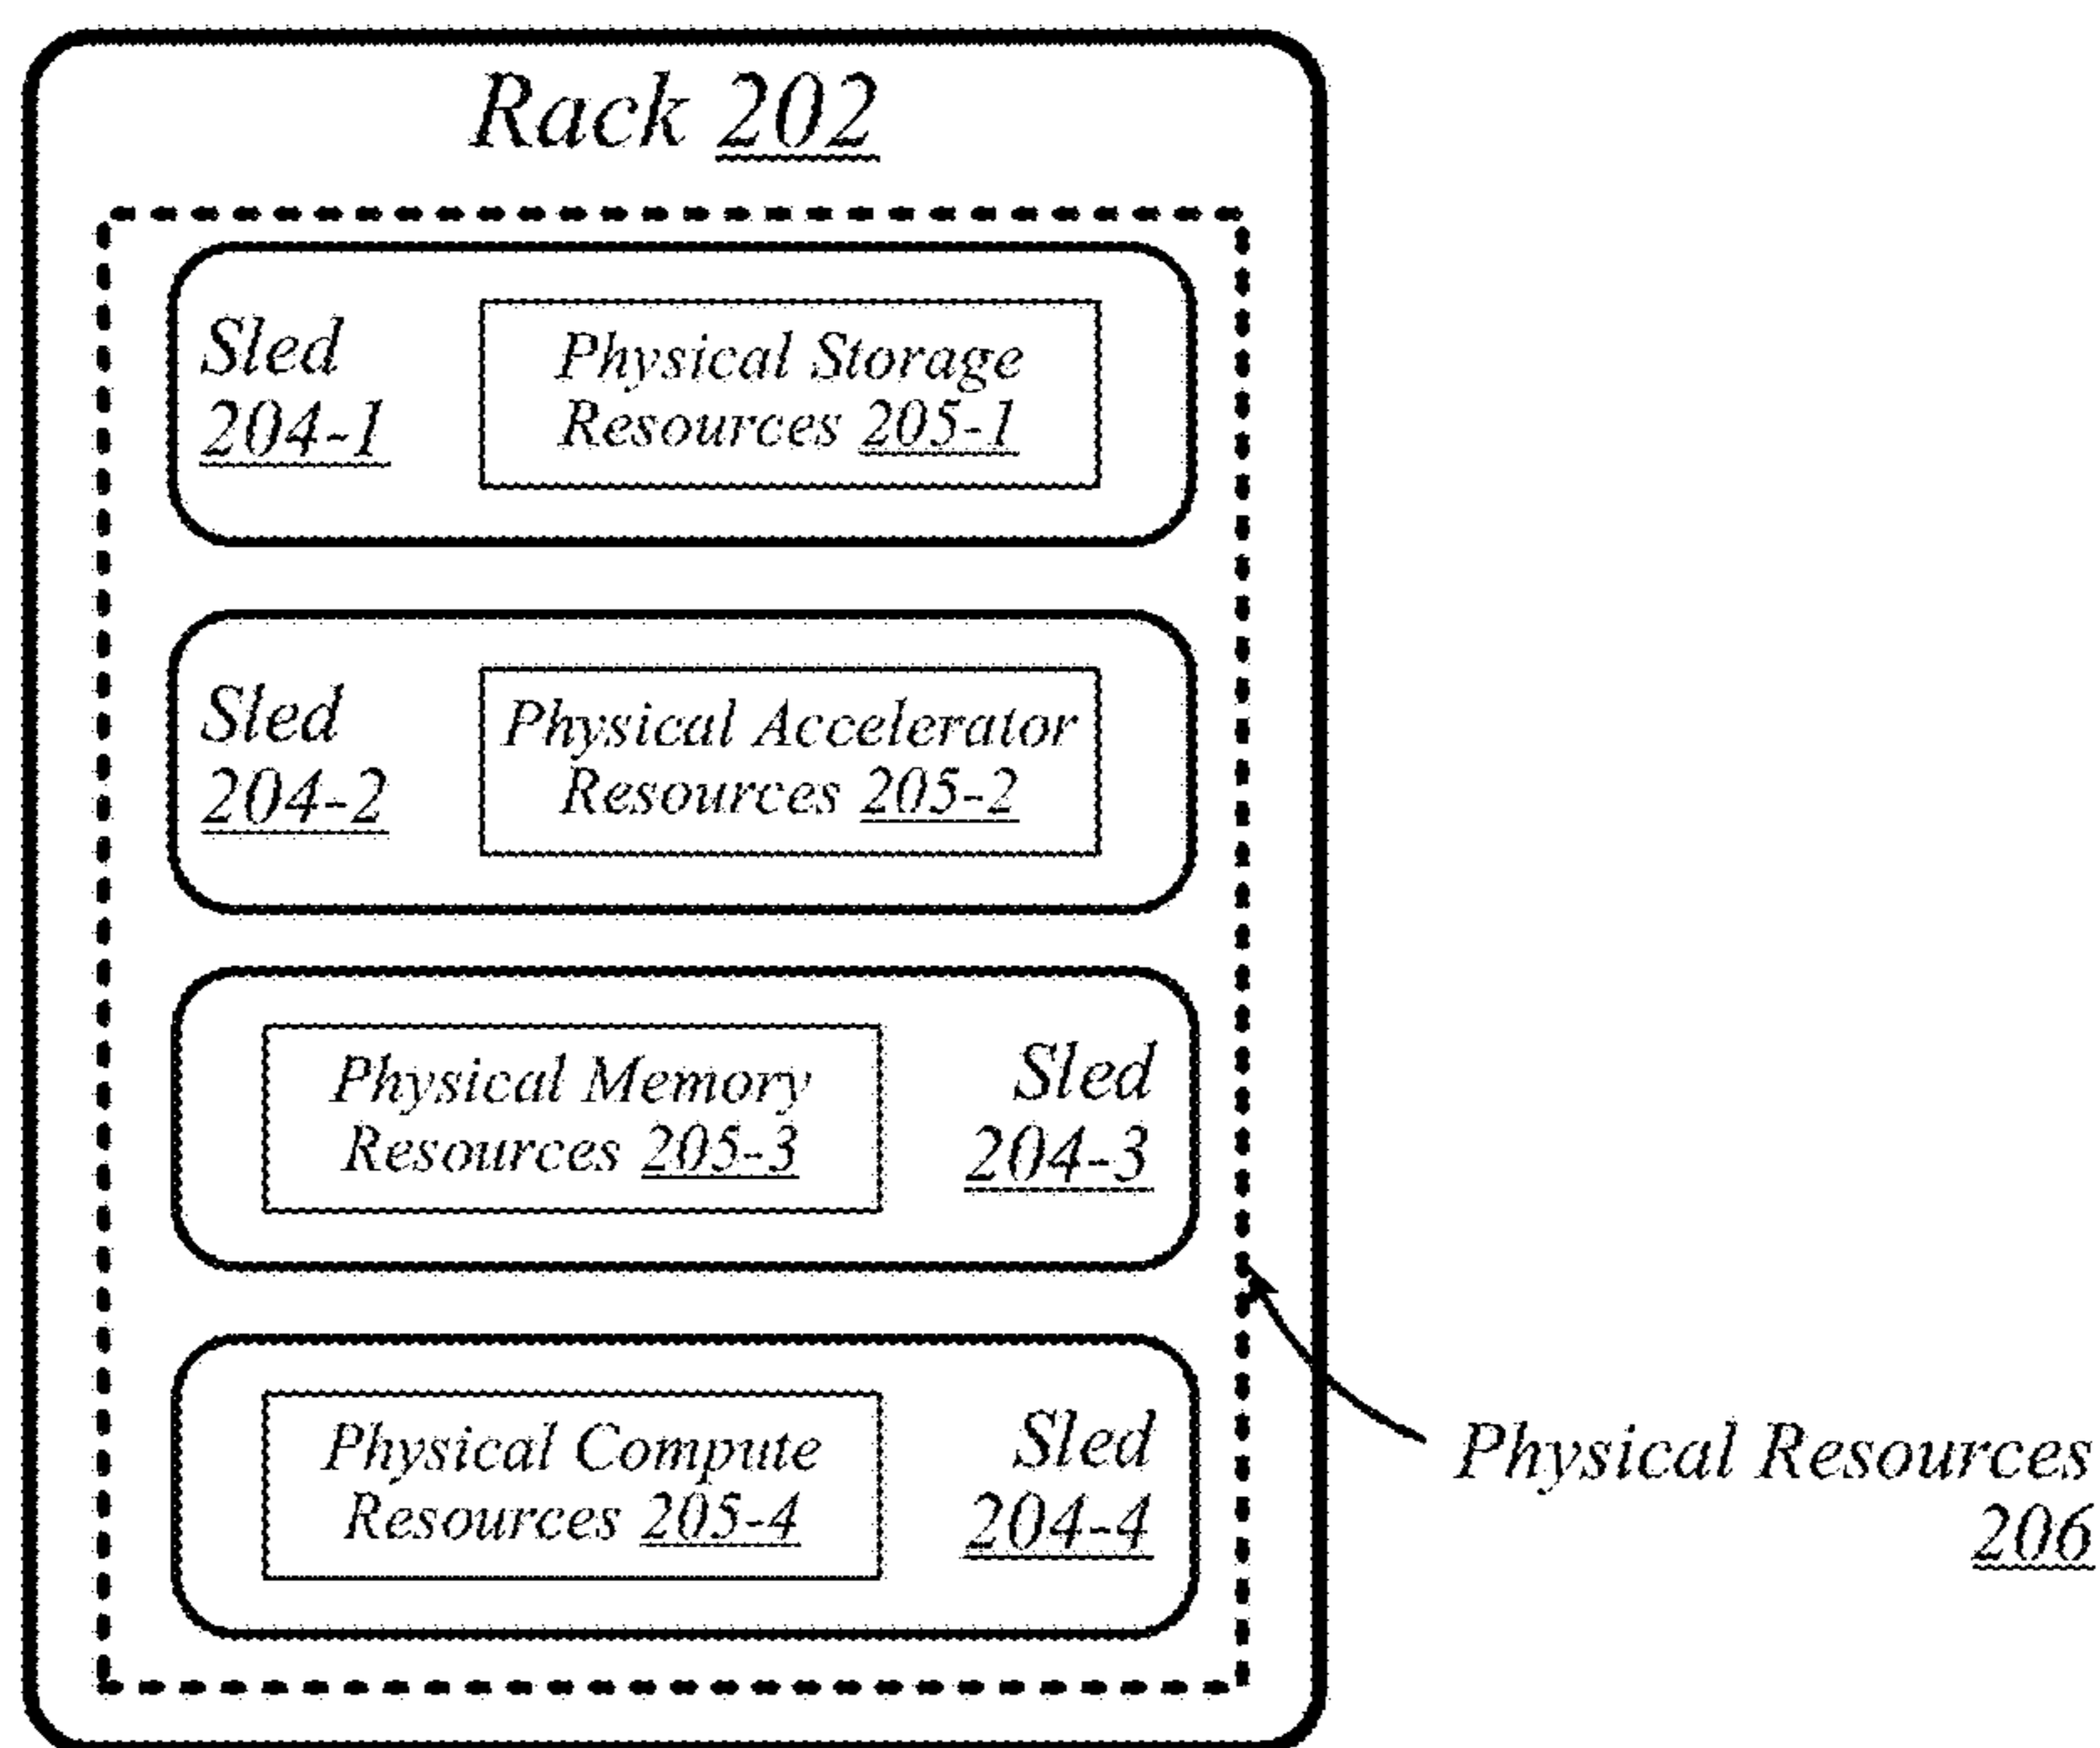 Rack 202
Sled
204-1
Physical Storage
Resources 205-1
Sled
204-2
Physical Accelerator
Resources 205-2
Physical Memory
Resources 205-3
Sled
204-3
Physical Compute
Resources 205-4
Sled
204-4
Physical Resources
206